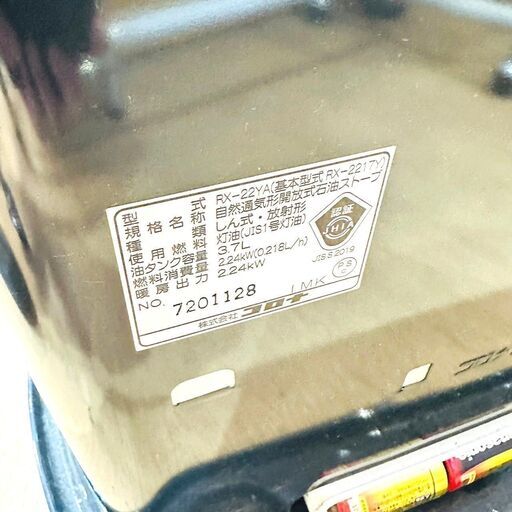 型式 RX-22YA(基本型式 RX-2217Y)
規格名称 自然通気形開放式石油ストーブ
種類 しん式・放射形
使用燃料 灯油(JIS1号灯油)
油タンク容量 3.7L
燃料消費量 2.24kW(0.218L/h)
暖房出力 2.24kW
NO. 7201128 LMK
株式会社 コロナ
認証
JHIA
JIS S 2019
PS
C